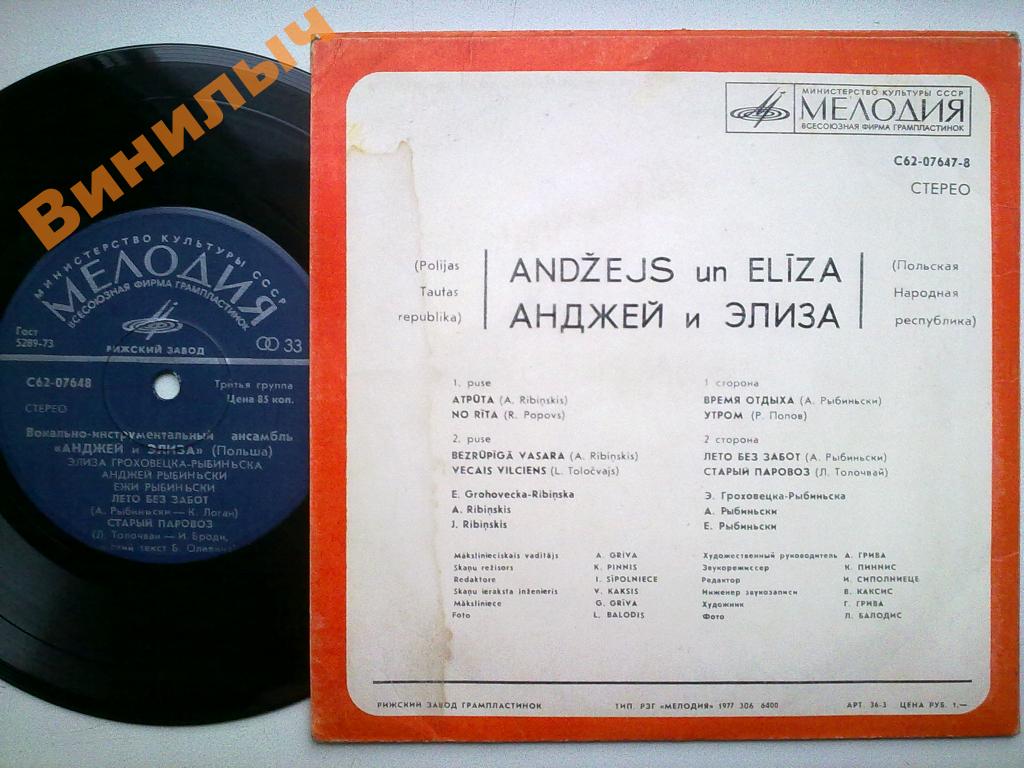 Винилыч
МИНИСТЕРСТВО КУЛЬТУРЫ СССР
МЕЛОДИЯ
ВСЕСОЮЗНАЯ ФИРМА ГРАМПЛАСТИНОК
Гост
5289-73
33
РИЖСКИЙ ЗАВОД
С62-07648
Третья группа
Цена 85 коп.
СТЕРЕО
Вокально-инструментальный ансамбль
«АНДЖЕЙ и ЭЛИЗА» (Польша)
ЭЛИЗА ГРОХОВЕЦКА-РЫБИНЬСКА
АНДЖЕЙ РЫБИНЬСКИ
ЕЖИ РЫБИНЬСКИ
ЛЕТО БЕЗ ЗАБОТ
(А. Рыбиньски — К. Логан)
СТАРЫЙ ПАРОВОЗ
(Л. Толочваи — И. Броди,
текст Б.
МИНИСТЕРСТВО КУЛЬТУРЫ СССР
МЕЛОДИЯ
ВСЕСОЮЗНАЯ ФИРМА ГРАМПЛАСТИНОК
С62-07647-8
СТЕРЕО
(Polijas
Tautas
republika)
ANDŽEJS un ELĪZA
АНДЖЕЙ и ЭЛИЗА
(Польская
Народная
республика)
1. puse
ATPŪTA (A. Ribiņskis)
NO RĪTA (R. Popovs)
2. puse
BEZRŪPĪGĀ VASARA (A. Ribiņskis)
VECAIS VILCIENS (L. Toločvajs)
E. Grohovecka-Ribiņska
A. Ribiņskis
J. Ribiņskis
1 сторона
ВРЕМЯ ОТДЫХА (А. Рыбиньски)
УТРОМ (Р. Попов)
2 сторона
ЛЕТО БЕЗ ЗАБОТ (А. Рыбиньски)
СТАРЫЙ ПАРОВОЗ (Л. Толочвай)
Э. Гроховецка-Рыбиньска
А. Рыбиньски
Е. Рыбиньски
Mākslinieciskais vadītājs A. GRĪVA
Skaņu režisors K. PINNIS
Redaktore I. SĪPOLNIECE
Skaņu ieraksta inženieris V. KAKSIS
Māksliniece G. GRĪVA
Foto L. BALODIS
Художественный руководитель А. ГРИВА
Звукорежиссер К. ПИННИС
Редактор И. СИПОЛНИЕЦЕ
Инженер звукозаписи В. КАКСИС
Художник Г. ГРИВА
Фото Л. БАЛОДИС
РИЖСКИЙ ЗАВОД ГРАМПЛАСТИНОК
ТИП. РЗГ «МЕЛОДИЯ» 1977 306 6400
АРТ. 36-3 ЦЕНА РУБ. 1.—